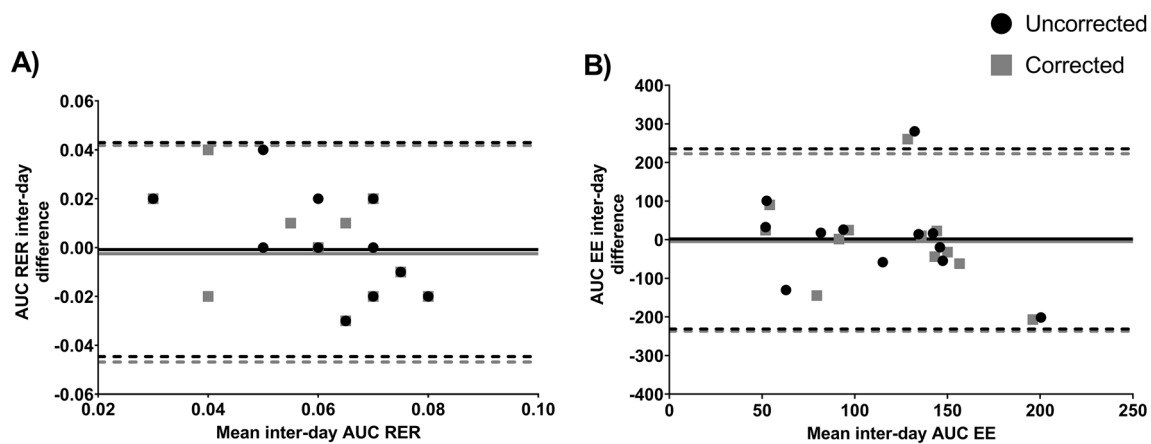 Uncorrected
Corrected
A)
AUC RER inter-day
difference
0.06
0.04
0.02
0.00
-0.02
-0.04
-0.06
0.02
0.04
0.06
0.08
0.10
Mean inter-day AUC RER
B)
AUC EE inter-day
difference
400
300
200
100
0
-100
-200
-300
-400
0
50
100
150
200
250
Mean inter-day AUC EE